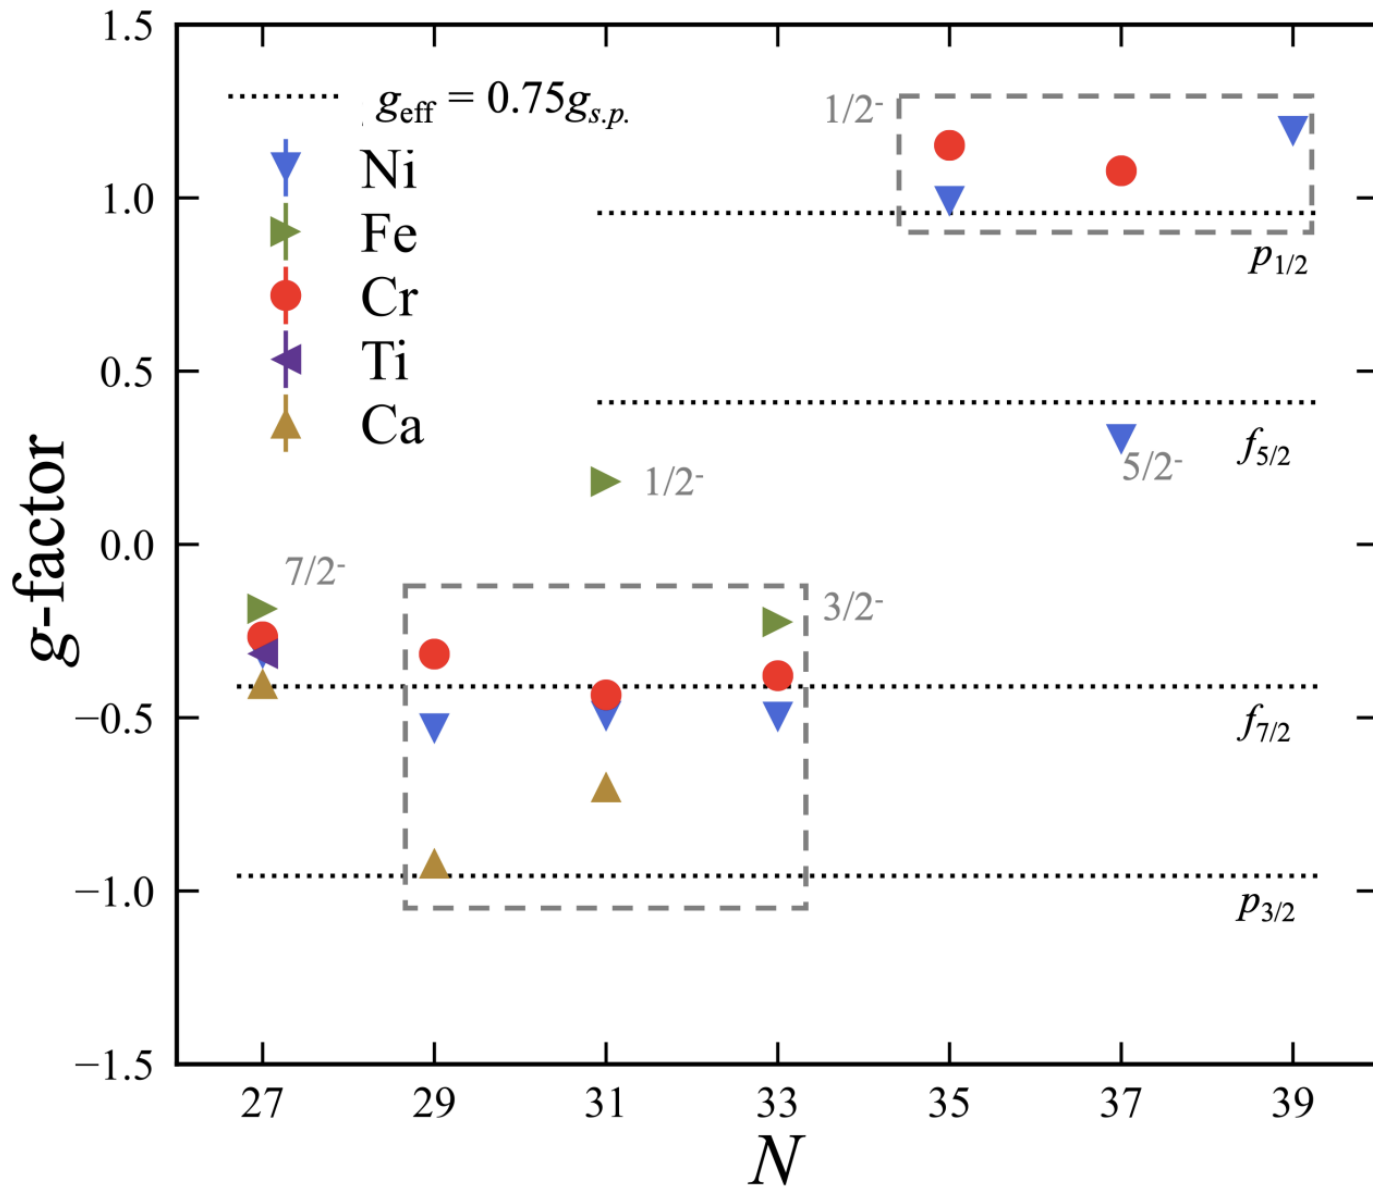 1.5
1.0
0.5
0.0
−0.5
−1.0
−1.5
g-factor
g_eff = 0.75g_s.p.
Ni
Fe
Cr
Ti
Ca
1/2-
p1/2
f5/2
5/2-
1/2-
7/2-
3/2-
f7/2
p3/2
27 29 31 33 35 37 39
N